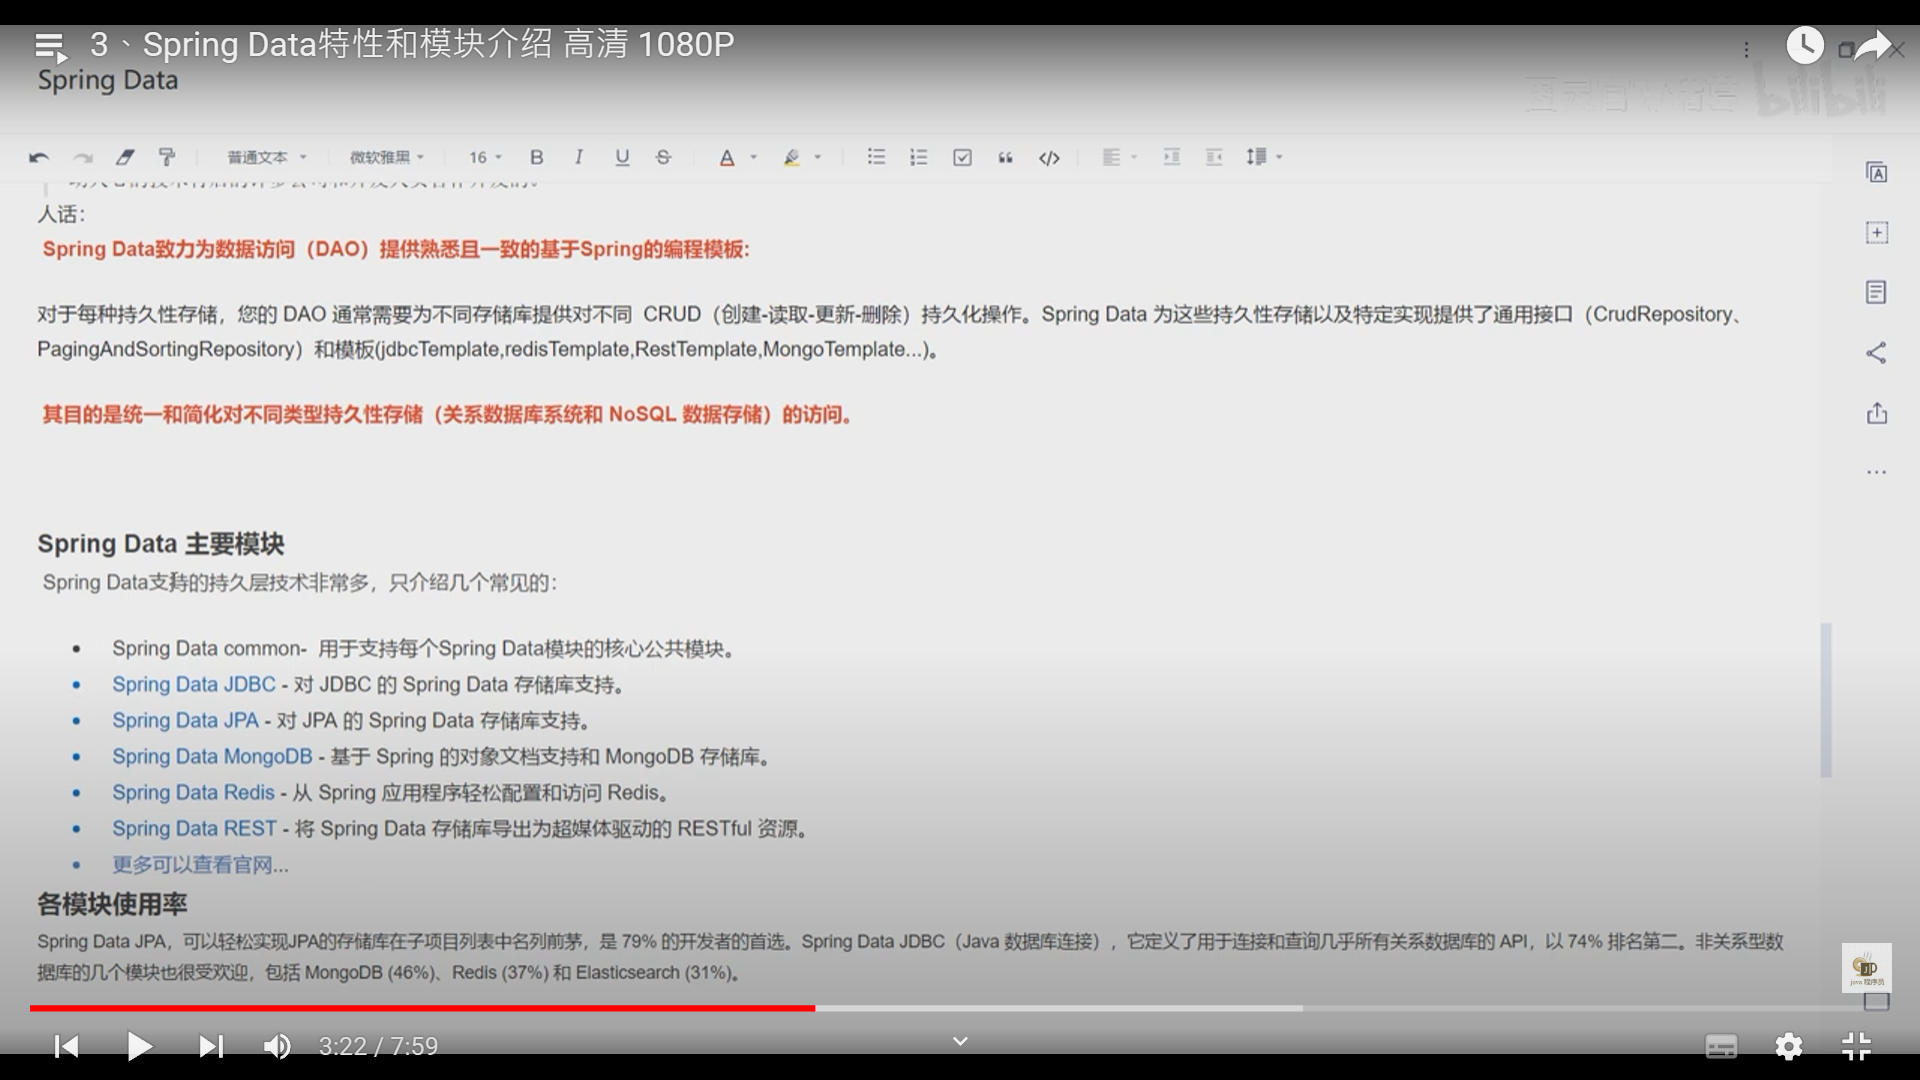 3、Spring Data特性和模块介绍 高清 1080P
Spring Data
bilibili
普通文本
微软雅黑
16
人话：
Spring Data致力为数据访问（DAO）提供熟悉且一致的基于Spring的编程模板：
对于每种持久性存储，您的 DAO 通常需要为不同存储库提供对不同 CRUD（创建-读取-更新-删除）持久化操作。Spring Data 为这些持久性存储以及特定实现提供了通用接口（CrudRepository、
PagingAndSortingRepository）和模板(jdbcTemplate,redisTemplate,RestTemplate,MongoTemplate...)。
其目的是统一和简化对不同类型持久性存储（关系数据库系统和 NoSQL 数据存储）的访问。
Spring Data 主要模块
Spring Data支持的持久层技术非常多，只介绍几个常见的：
• Spring Data common- 用于支持每个Spring Data模块的核心公共模块。
• Spring Data JDBC - 对 JDBC 的 Spring Data 存储库支持。
• Spring Data JPA - 对 JPA 的 Spring Data 存储库支持。
• Spring Data MongoDB - 基于 Spring 的对象文档支持和 MongoDB 存储库。
• Spring Data Redis - 从 Spring 应用程序轻松配置和访问 Redis。
• Spring Data REST - 将 Spring Data 存储库导出为超媒体驱动的 RESTful 资源。
• 更多可以查看官网...
各模块使用率
Spring Data JPA，可以轻松实现JPA的存储库在子项目列表中名列前茅，是 79% 的开发者的首选。Spring Data JDBC（Java 数据库连接），它定义了用于连接和查询几乎所有关系数据库的 API，以 74% 排名第二。非关系型数
据库的几个模块也很受欢迎，包括 MongoDB (46%)、Redis (37%) 和 Elasticsearch (31%)。
java 程序员
3:22 / 7:59